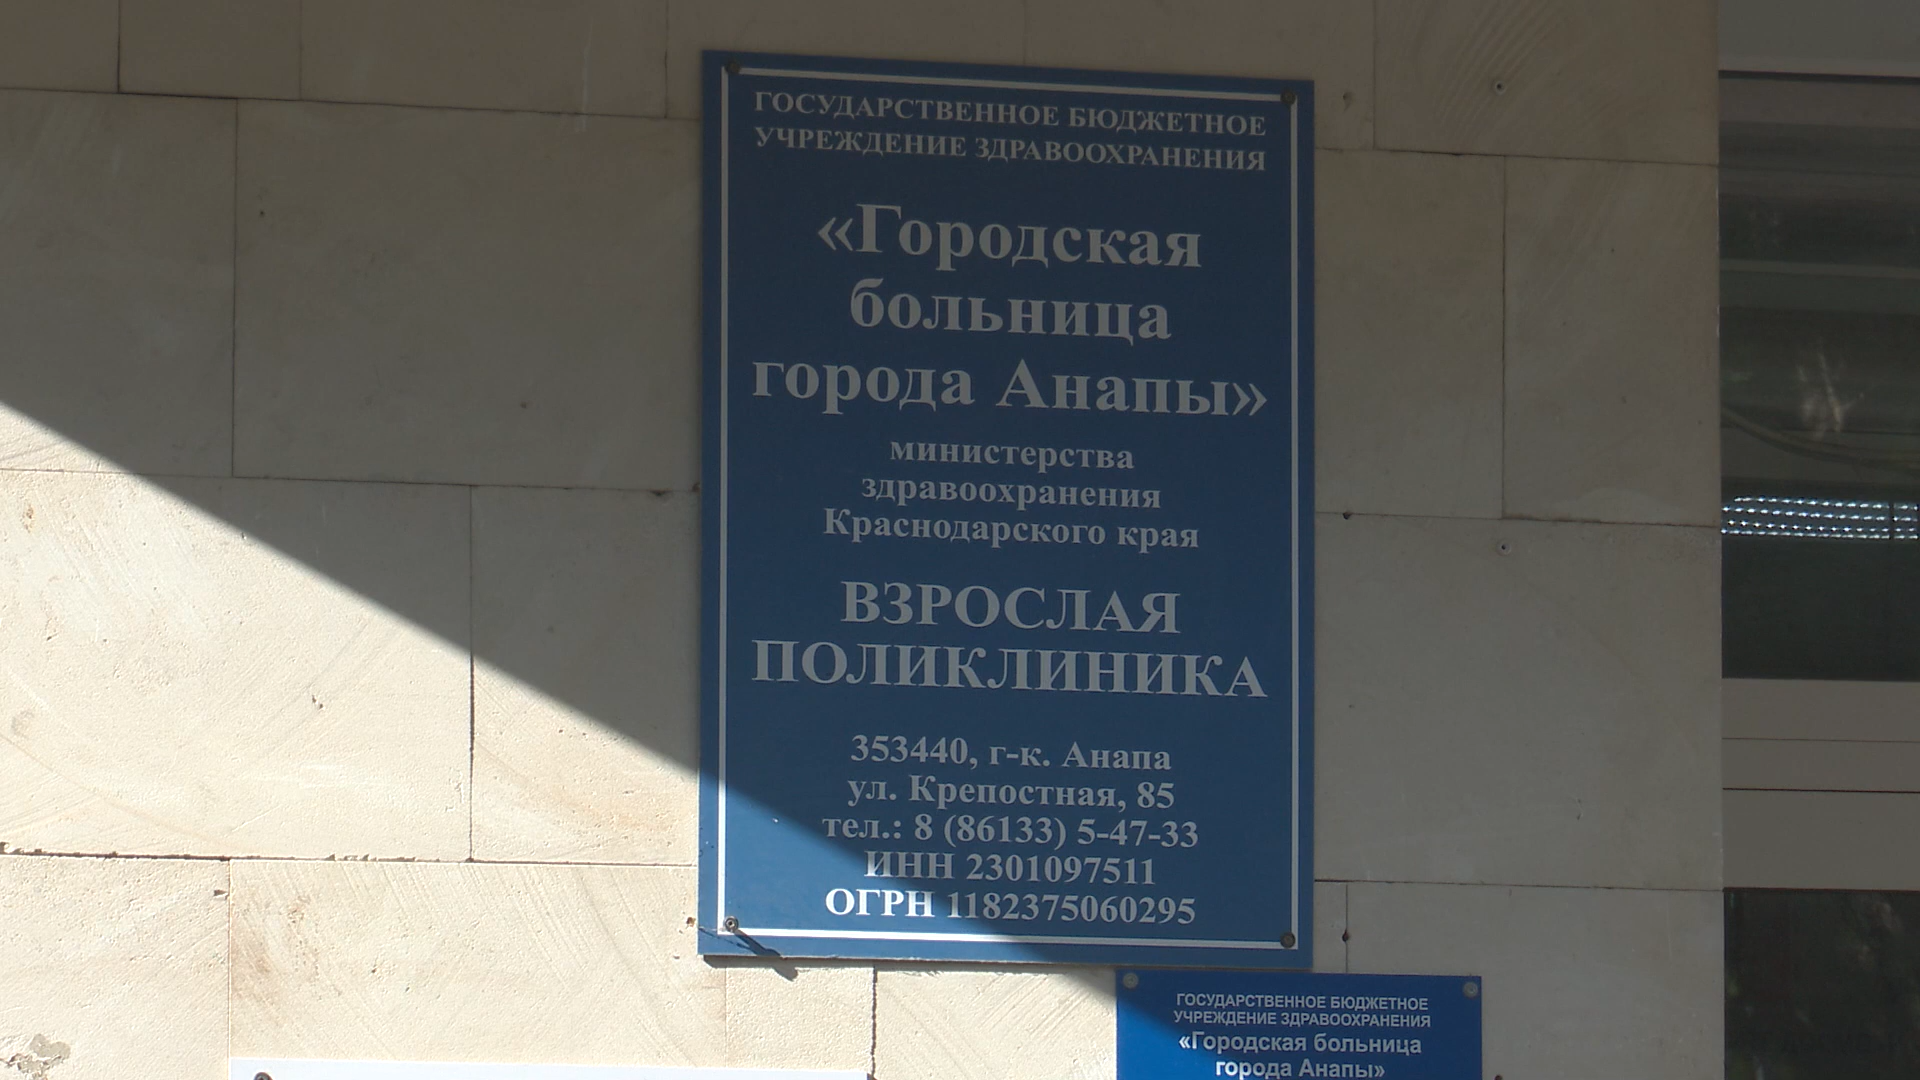 ГОСУДАРСТВЕННОЕ БЮДЖЕТНОЕ
УЧРЕЖДЕНИЕ ЗДРАВООХРАНЕНИЯ
«Городская
больница
города Анапы»
министерства
здравоохранения
Краснодарского края
ВЗРОСЛАЯ
ПОЛИКЛИНИКА
353440, г-к. Анапа
ул. Крепостная, 85
тел.: 8 (86133) 5-47-33
ИНН 2301097511
ОГРН 1182375060295
ГОСУДАРСТВЕННОЕ БЮДЖЕТНОЕ
УЧРЕЖДЕНИЕ ЗДРАВООХРАНЕНИЯ
«Городская больница
города Анапы»